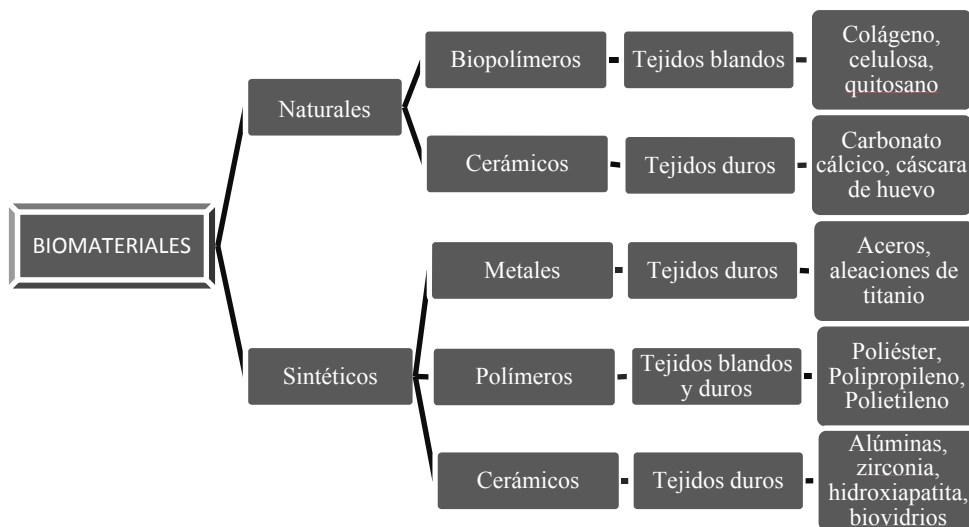 BIOMATERIALES
Naturales
Biopolímeros
Tejidos blandos
Colágeno,
celulosa,
quitosano
Cerámicos
Tejidos duros
Carbonato
cálcico, cáscara
de huevo
Sintéticos
Metales
Tejidos duros
Aceros,
aleaciones de
titanio
Polímeros
Tejidos blandos
y duros
Poliéster,
Polipropileno,
Polietileno
Cerámicos
Tejidos duros
Alúminas,
zirconia,
hidroxiapatita,
biovidrios